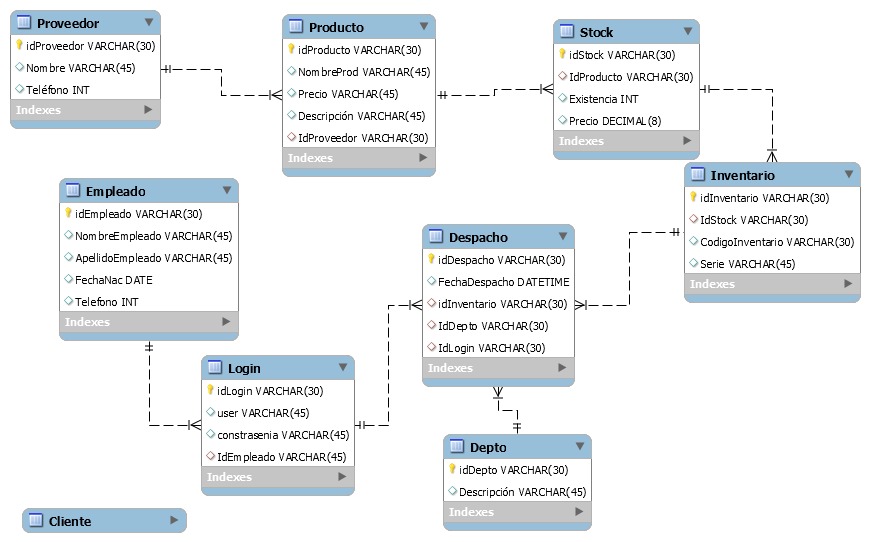 Proveedor
idProveedor VARCHAR(30)
Nombre VARCHAR(45)
Teléfono INT
Indexes
Producto
idProducto VARCHAR(30)
NombreProd VARCHAR(45)
Precio VARCHAR(45)
Descripción VARCHAR(45)
IdProveedor VARCHAR(30)
Indexes
Stock
idStock VARCHAR(30)
IdProducto VARCHAR(30)
Existencia INT
Precio DECIMAL(8)
Indexes
Inventario
idInventario VARCHAR(30)
IdStock VARCHAR(30)
CodigoInventario VARCHAR(30)
Serie VARCHAR(45)
Indexes
Empleado
idEmpleado VARCHAR(30)
NombreEmpleado VARCHAR(45)
ApellidoEmpleado VARCHAR(45)
FechaNac DATE
Telefono INT
Indexes
Despacho
idDespacho VARCHAR(30)
FechaDespacho DATETIME
idInventario VARCHAR(30)
IdDepto VARCHAR(30)
IdLogin VARCHAR(30)
Indexes
Login
idLogin VARCHAR(30)
user VARCHAR(45)
constrasenia VARCHAR(45)
IdEmpleado VARCHAR(45)
Indexes
Depto
idDepto VARCHAR(30)
Descripción VARCHAR(45)
Indexes
Cliente